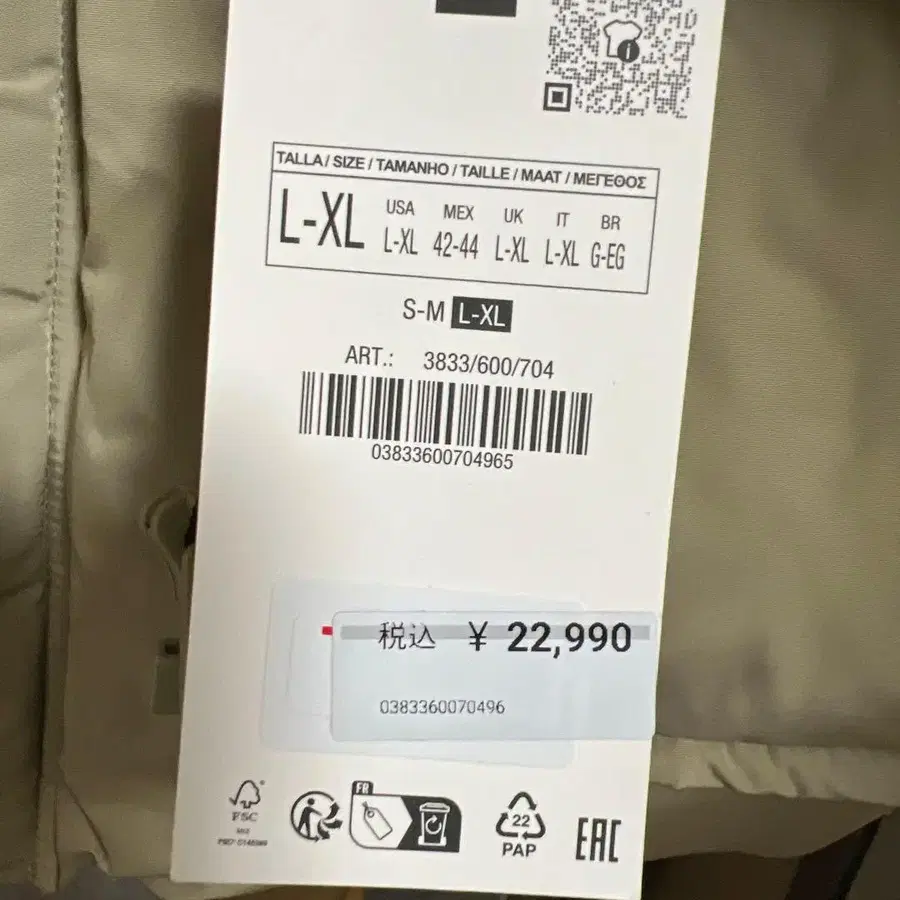 TALLA / SIZE / TAMANHO / TAILLE / MAAT / ΜΕΓΕΘΟΣ
L-XL
USA MEX UK IT BR
L-XL 42-44 L-XL L-XL G-EG
S-M L-XL
ART.: 3833/600/704
03833600704965
税込 ¥ 22,990
0383360070496
FSC
FR
22
PAP
EAC